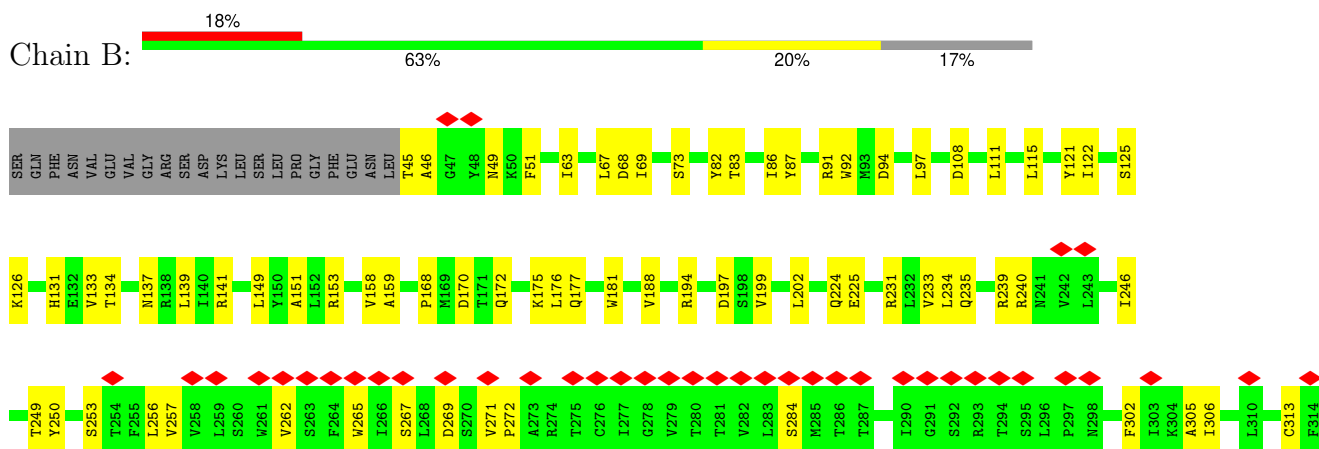 18%
Chain B:
63% 20% 17%
SER GLN PHE ASN VAL GLU VAL GLY ARG SER ASP LYS LEU SER LEU PRO GLY PHE GLU ASN LEU T45 A46 G47 Y48 N49 K50 F51 I63 L67 D68 I69 S73 Y82 T83 I86 Y87 R91 W92 M93 D94 L97 D108 L111 L115 Y121 I122 S125
K126 H131 E132 V133 T134 N137 R138 L139 I140 R141 L149 Y150 A151 L152 R153 V158 A159 P168 M169 D170 T171 Q172 K175 L176 Q177 W181 V188 R194 D197 S198 V199 L202 Q224 E225 R231 L232 V233 L234 Q235 R239 R240 N241 V242 L243 I246
T249 Y250 S253 T254 F255 L256 V257 V258 L259 S260 W261 V262 S263 F264 W265 I266 S267 L268 D269 S270 V271 P272 A273 R274 T275 C276 I277 G278 V279 T280 T281 V282 L283 S284 M285 T286 T287 I290 G291 S292 R293 T294 S295 L296 P297 N298 F302 I303 K304 A305 I306 L310 C313 F314